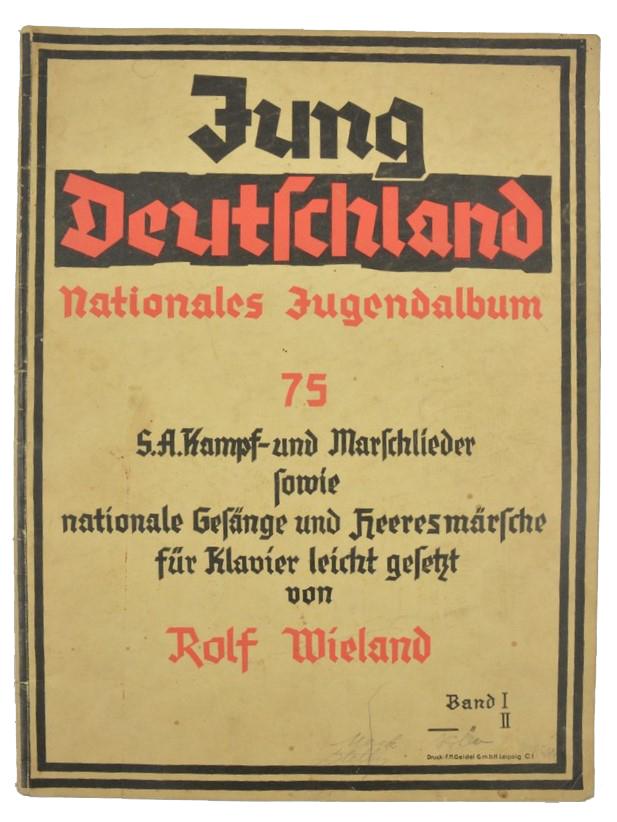 Jung
Deutschland
Nationales Jugendalbum
75
S.A. Kampf- und Marschlieder
sowie
nationale Gesänge und Heeresmärsche
für Klavier leicht gesetzt
von
Rolf Wieland
Band I
II
Druck: F.M. Geidel G.m.b.H. Leipzig C.1